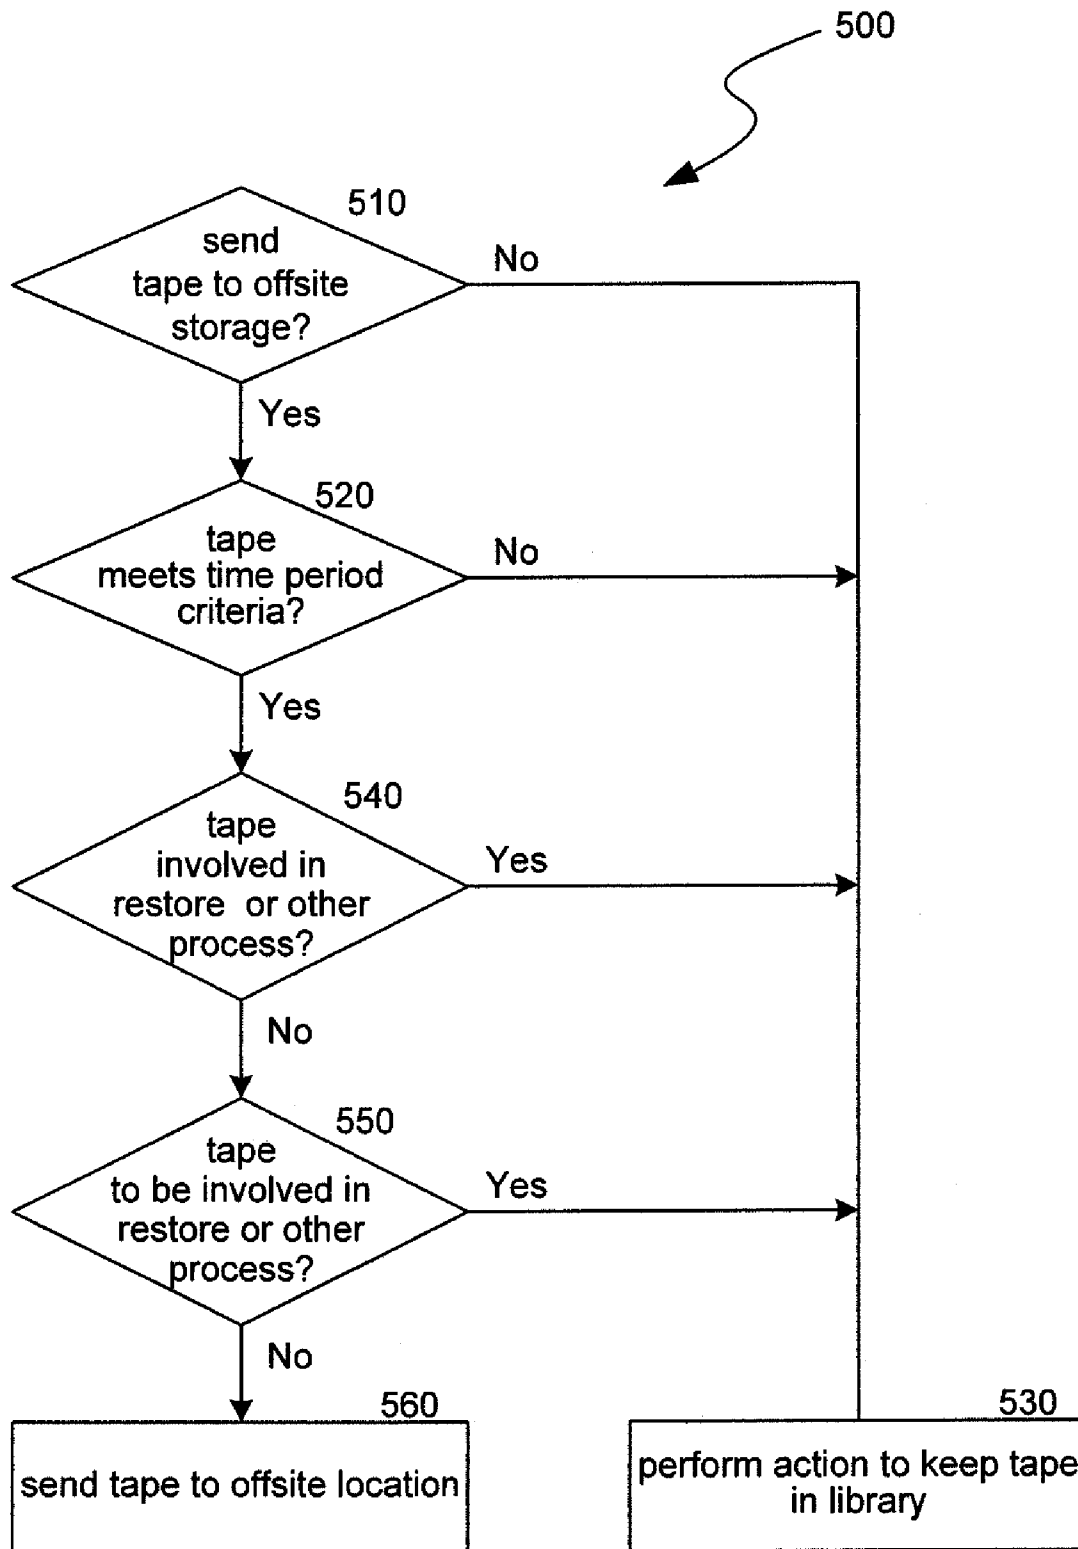 500
510
send
tape to offsite
storage?
No
Yes
520
tape
meets time period
criteria?
No
Yes
540
tape
involved in
restore or other
process?
Yes
No
550
tape
to be involved in
restore or other
process?
Yes
No
560
send tape to offsite location
530
perform action to keep tape
in library